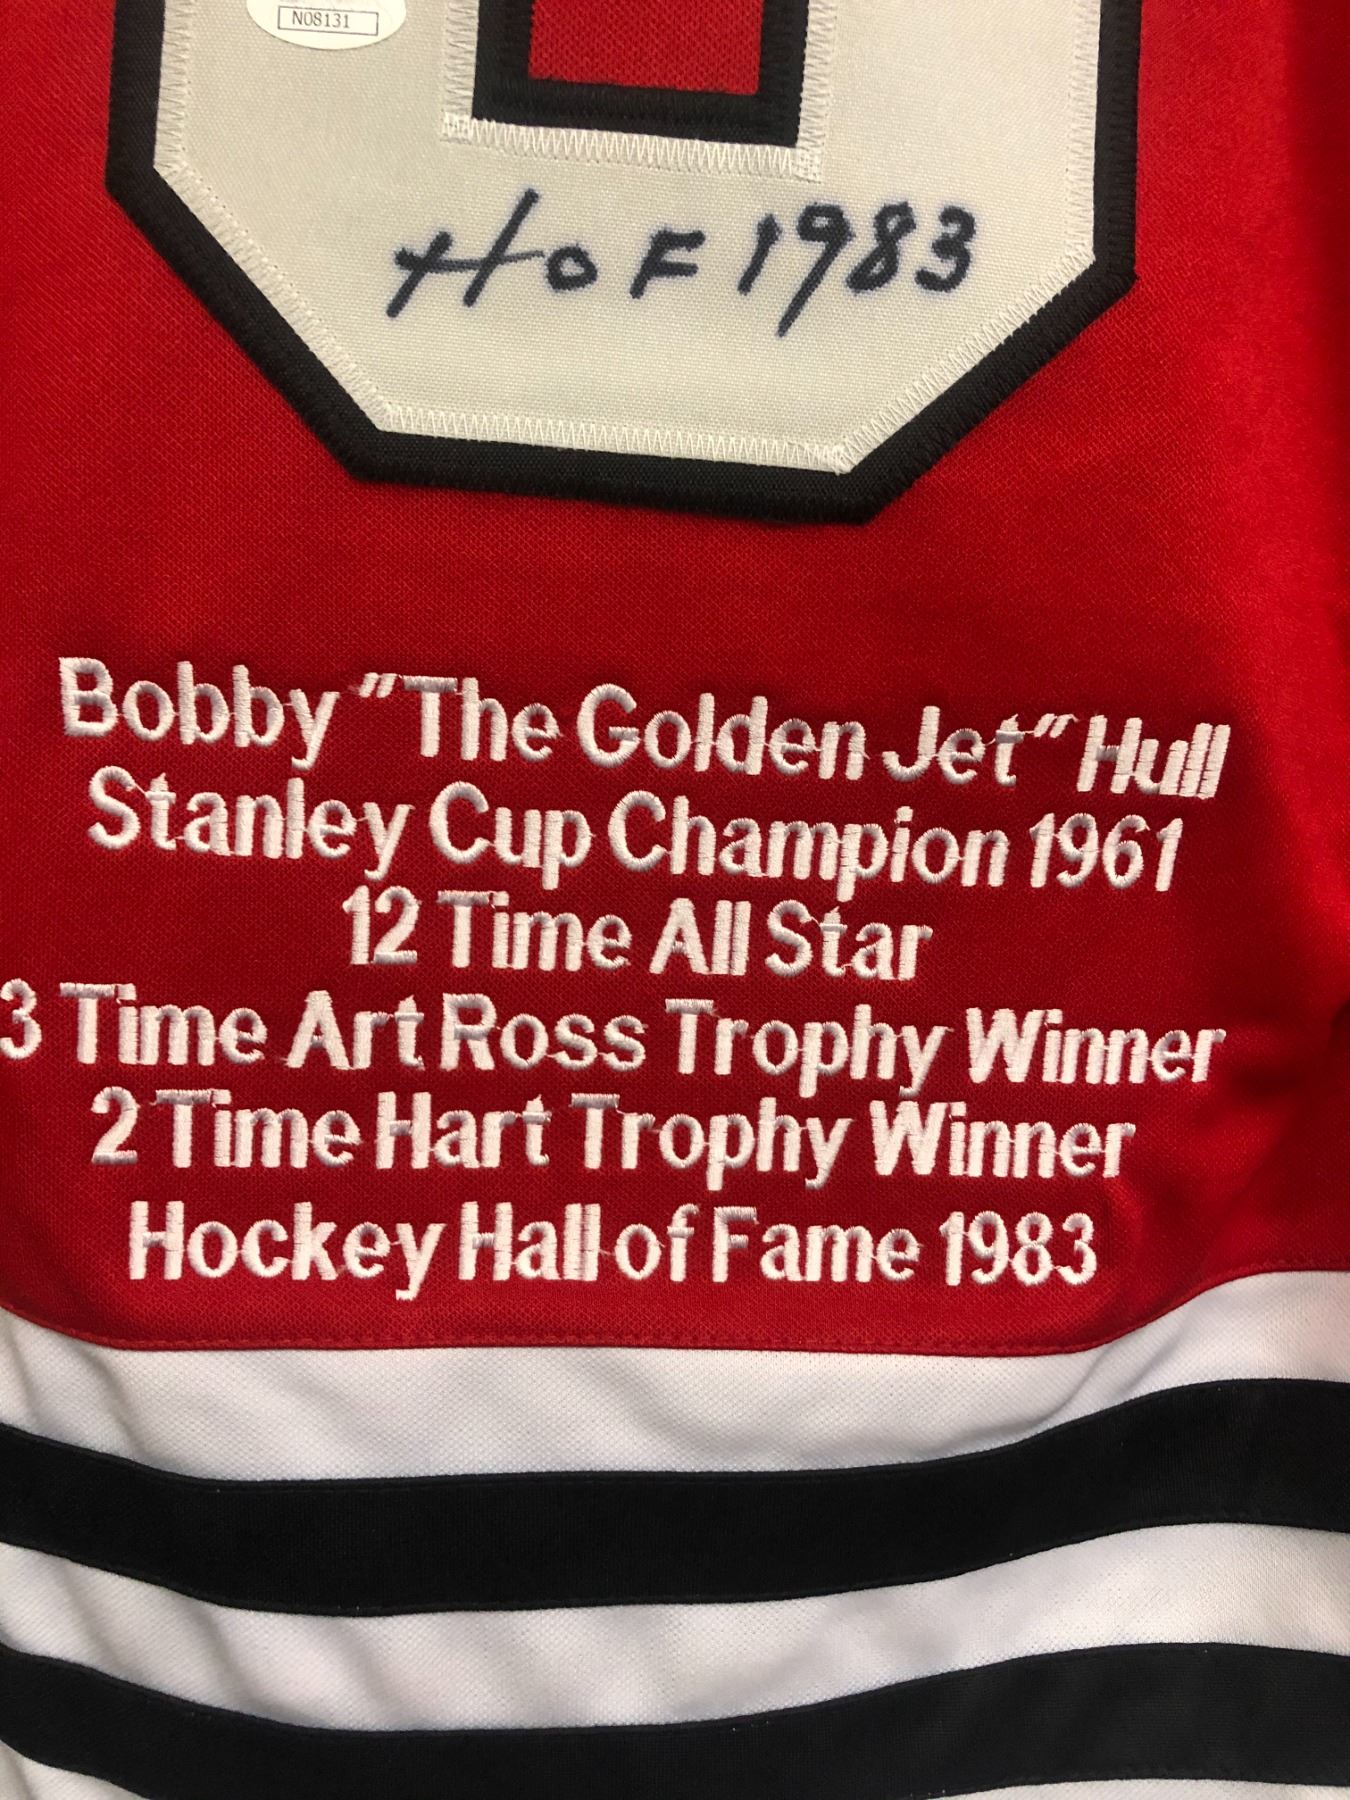 N08131
HOF 1983
Bobby "The Golden Jet" Hull
Stanley Cup Champion 1961
12 Time All Star
3 Time Art Ross Trophy Winner
2 Time Hart Trophy Winner
Hockey Hall of Fame 1983